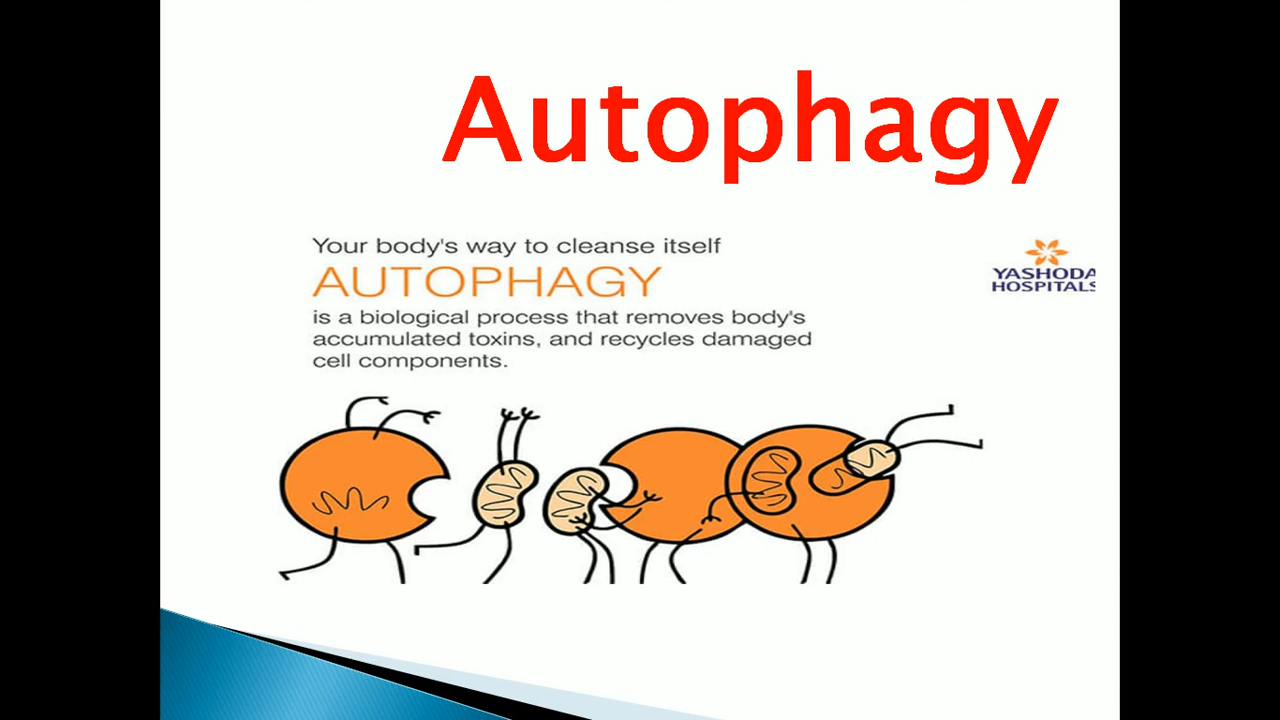 Autophagy
Your body's way to cleanse itself
AUTOPHAGY
is a biological process that removes body's
accumulated toxins, and recycles damaged
cell components.
YASHODA
HOSPITALS